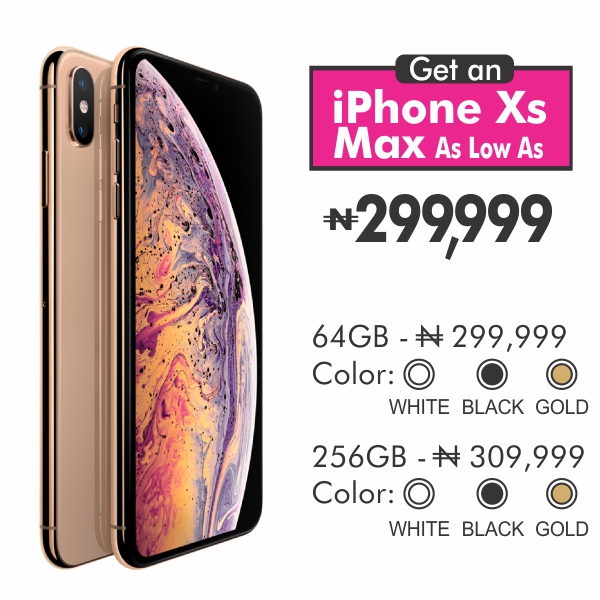 Get an
iPhone Xs
Max As Low As
₦299,999
64GB - ₦ 299,999
Color:
WHITE BLACK GOLD
256GB - ₦ 309,999
Color:
WHITE BLACK GOLD